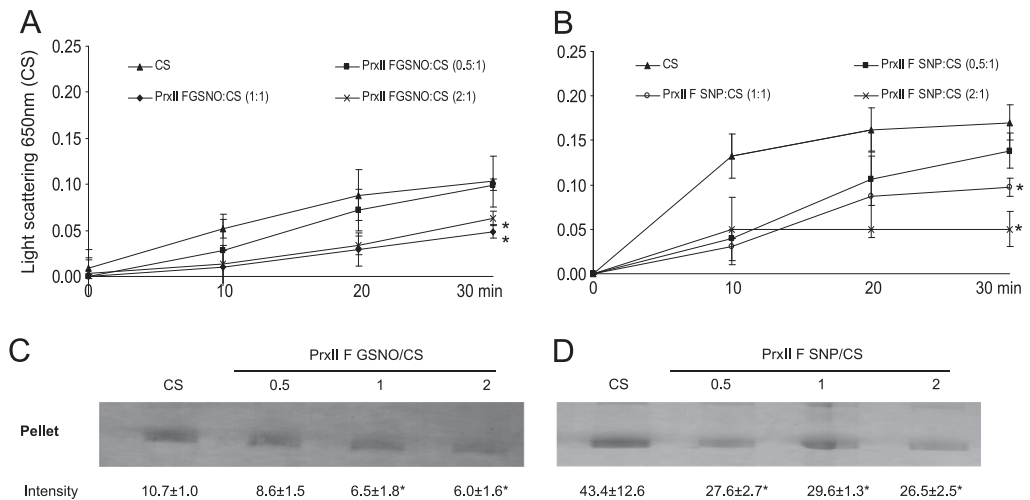 A
Light scattering 650nm (CS)
0.25
0.20
0.15
0.10
0.05
0.00
CS
PrxII FGSNO:CS (0.5:1)
PrxII FGSNO:CS (1:1)
PrxII FGSNO:CS (2:1)
*
*
0 10 20 30 min
B
0.25
0.20
0.15
0.10
0.05
0.00
CS
PrxII F SNP:CS (0.5:1)
PrxII F SNP:CS (1:1)
PrxII F SNP:CS (2:1)
*
*
0 10 20 30 min
C
PrxII F GSNO/CS
CS 0.5 1 2
Pellet
Intensity 10.7±1.0 8.6±1.5 6.5±1.8* 6.0±1.6*
D
PrxII F SNP/CS
CS 0.5 1 2
43.4±12.6 27.6±2.7* 29.6±1.3* 26.5±2.5*